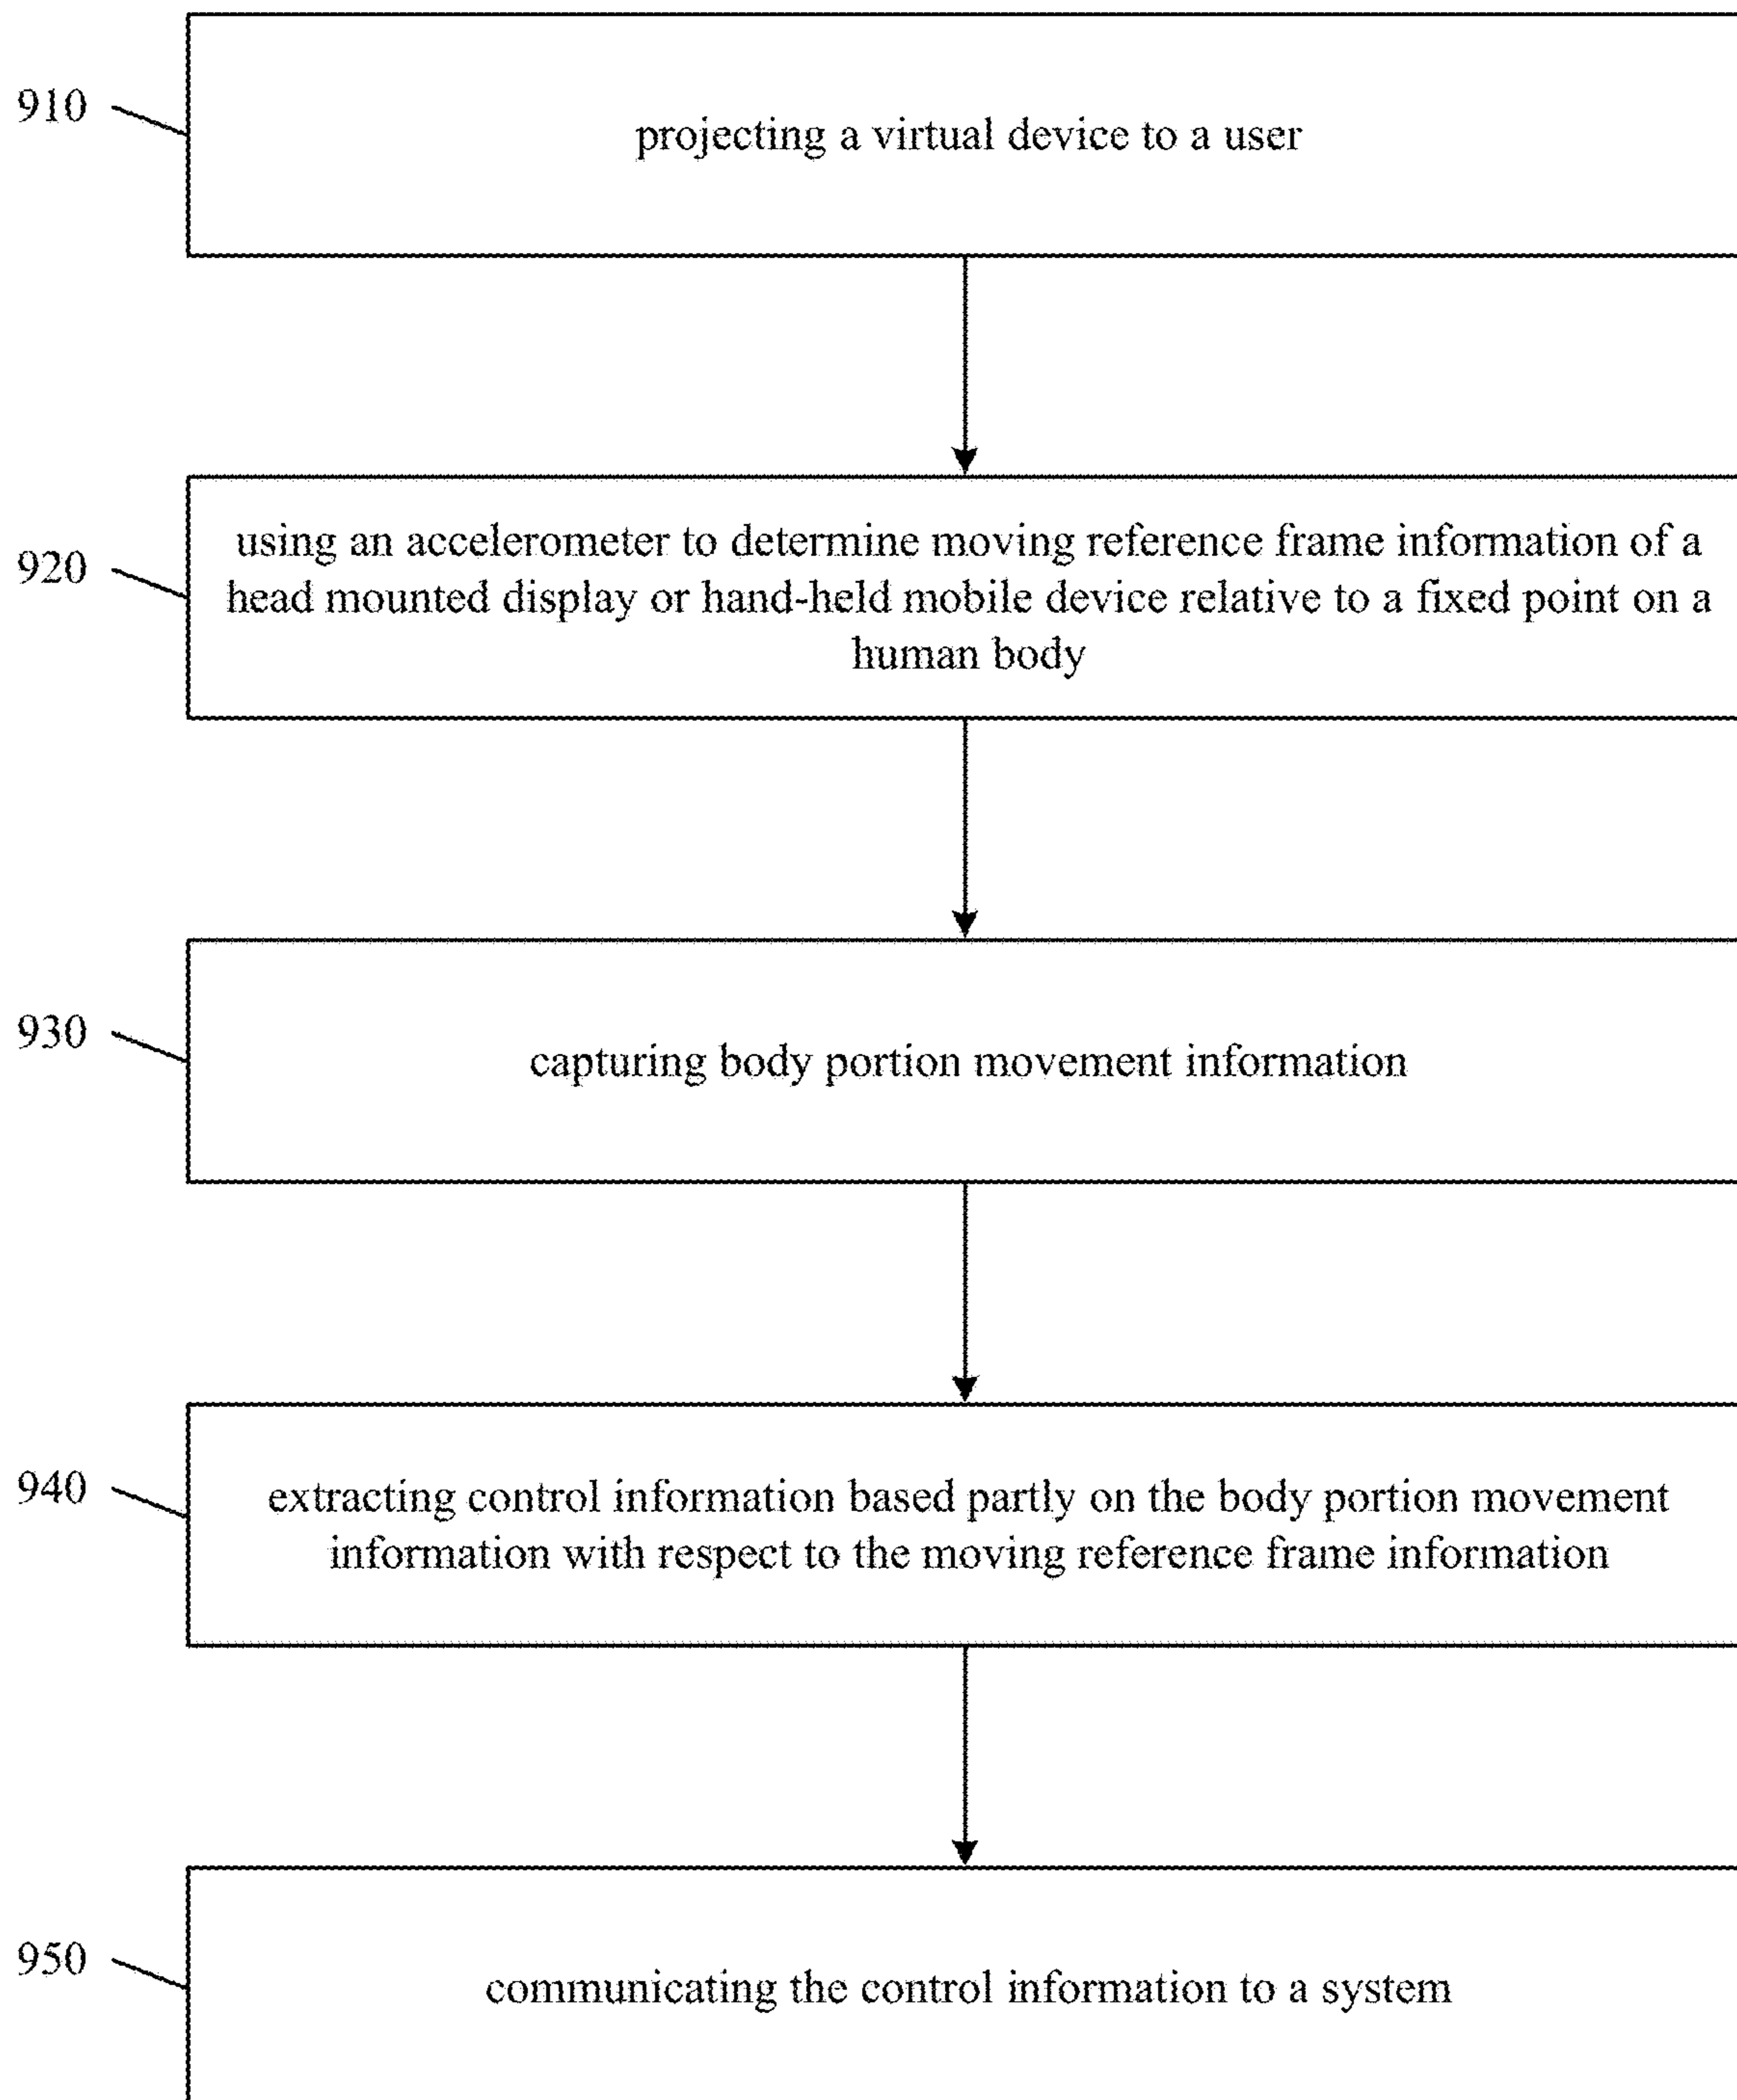 910
projecting a virtual device to a user
920
using an accelerometer to determine moving reference frame information of a
head mounted display or hand-held mobile device relative to a fixed point on a
human body
930
capturing body portion movement information
940
extracting control information based partly on the body portion movement
information with respect to the moving reference frame information
950
communicating the control information to a system